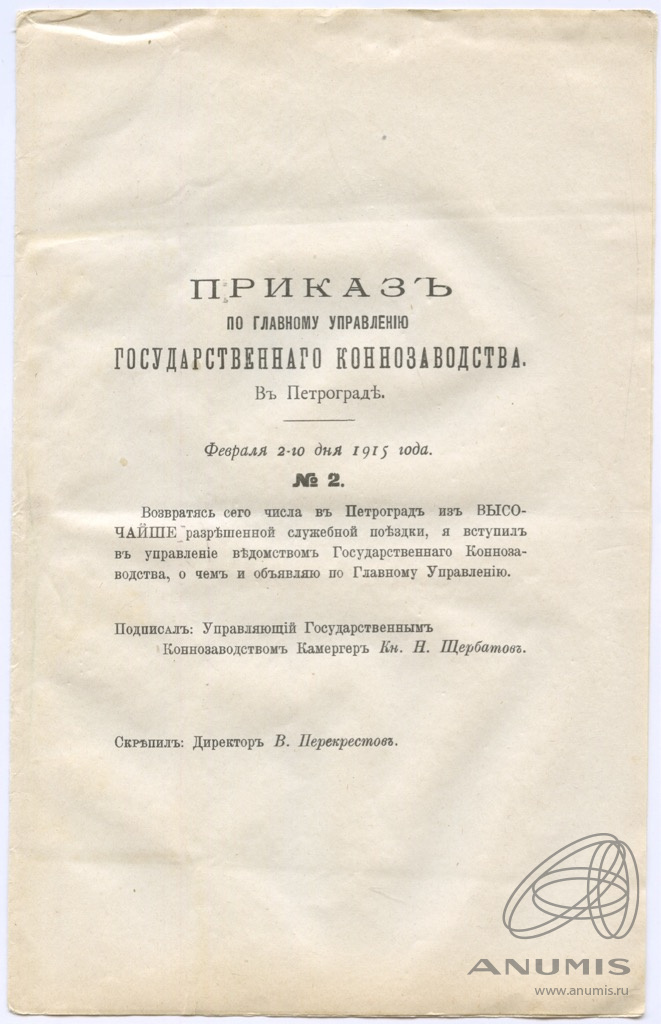 ПРИКАЗЪ
ПО ГЛАВНОМУ УПРАВЛЕНІЮ
ГОСУДАРСТВЕННАГО КОННОЗАВОДСТВА.
Въ Петроградѣ.
Февраля 2-го дня 1915 года.
№ 2.
Возвратясь сего числа въ Петроградъ изъ ВЫСО-
ЧАЙШЕ разрѣшенной служебной поѣздки, я вступилъ
въ управленіе вѣдомствомъ Государственнаго Коннoза-
водства, о чемъ и объявляю по Главному Управленію.
Подписалъ: Управляющій Государственнымъ
Коннозаводствомъ Камергеръ Кн. Н. Щербатовъ.
Скрѣпилъ: Директоръ В. Перекрестовъ.
ANUMIS
www.anumis.ru